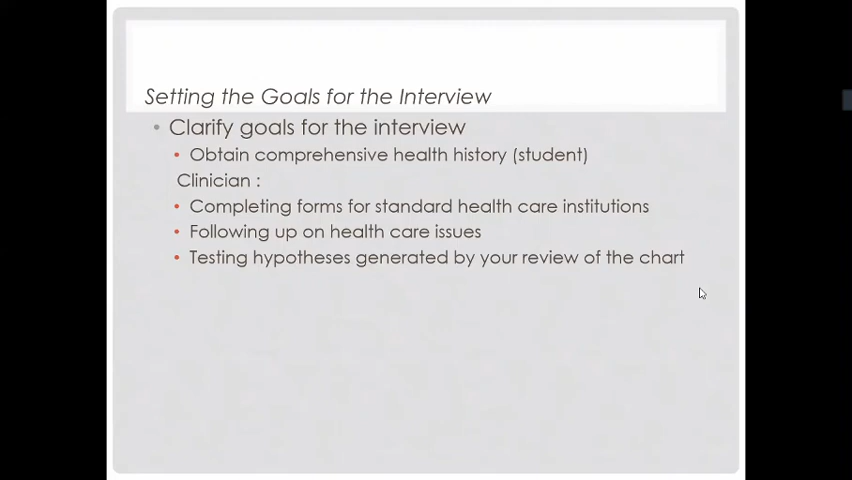 Setting the Goals for the Interview
• Clarify goals for the interview
• Obtain comprehensive health history (student)
Clinician :
• Completing forms for standard health care institutions
• Following up on health care issues
• Testing hypotheses generated by your review of the chart